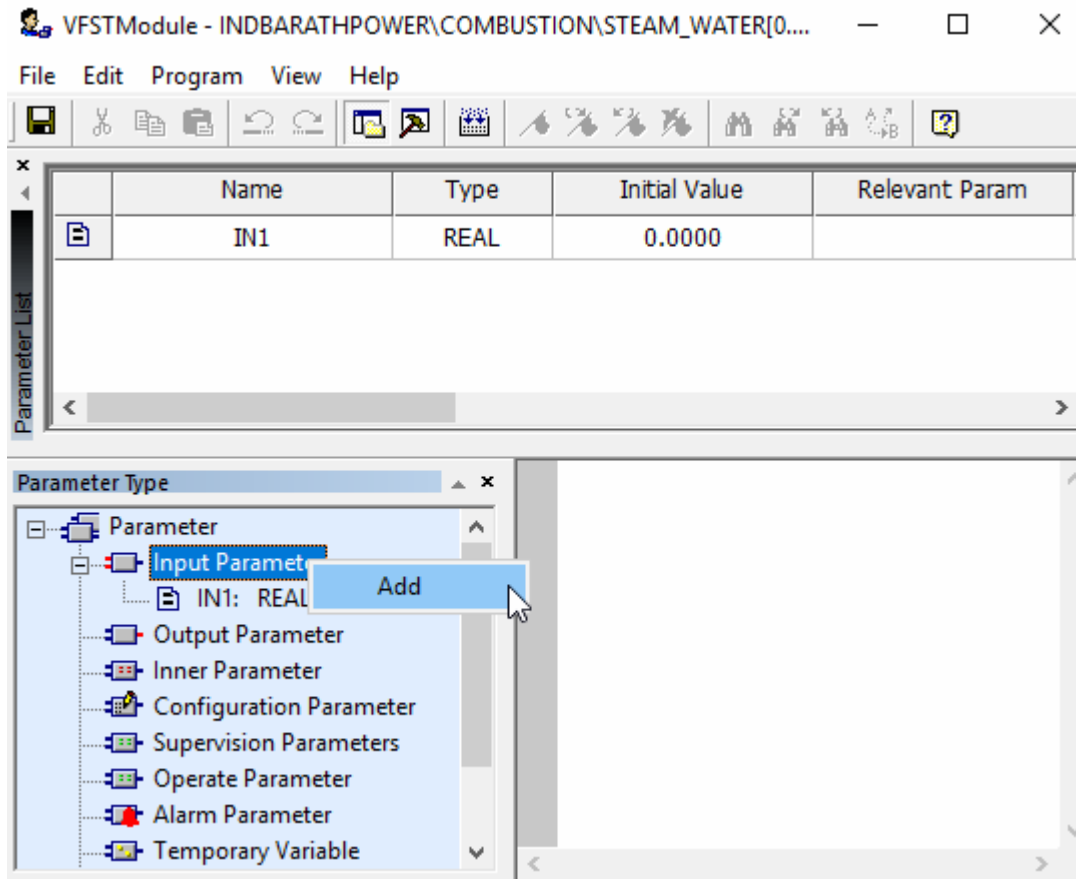 VFSTModule - INDBARATHPOWER\COMBUSTION\STEAM_WATER[0....
File Edit Program View Help
Name Type Initial Value Relevant Param
IN1 REAL 0.0000
Parameter List
Parameter Type
Parameter
Input Paramet
Add
IN1: REAL
Output Parameter
Inner Parameter
Configuration Parameter
Supervision Parameters
Operate Parameter
Alarm Parameter
Temporary Variable